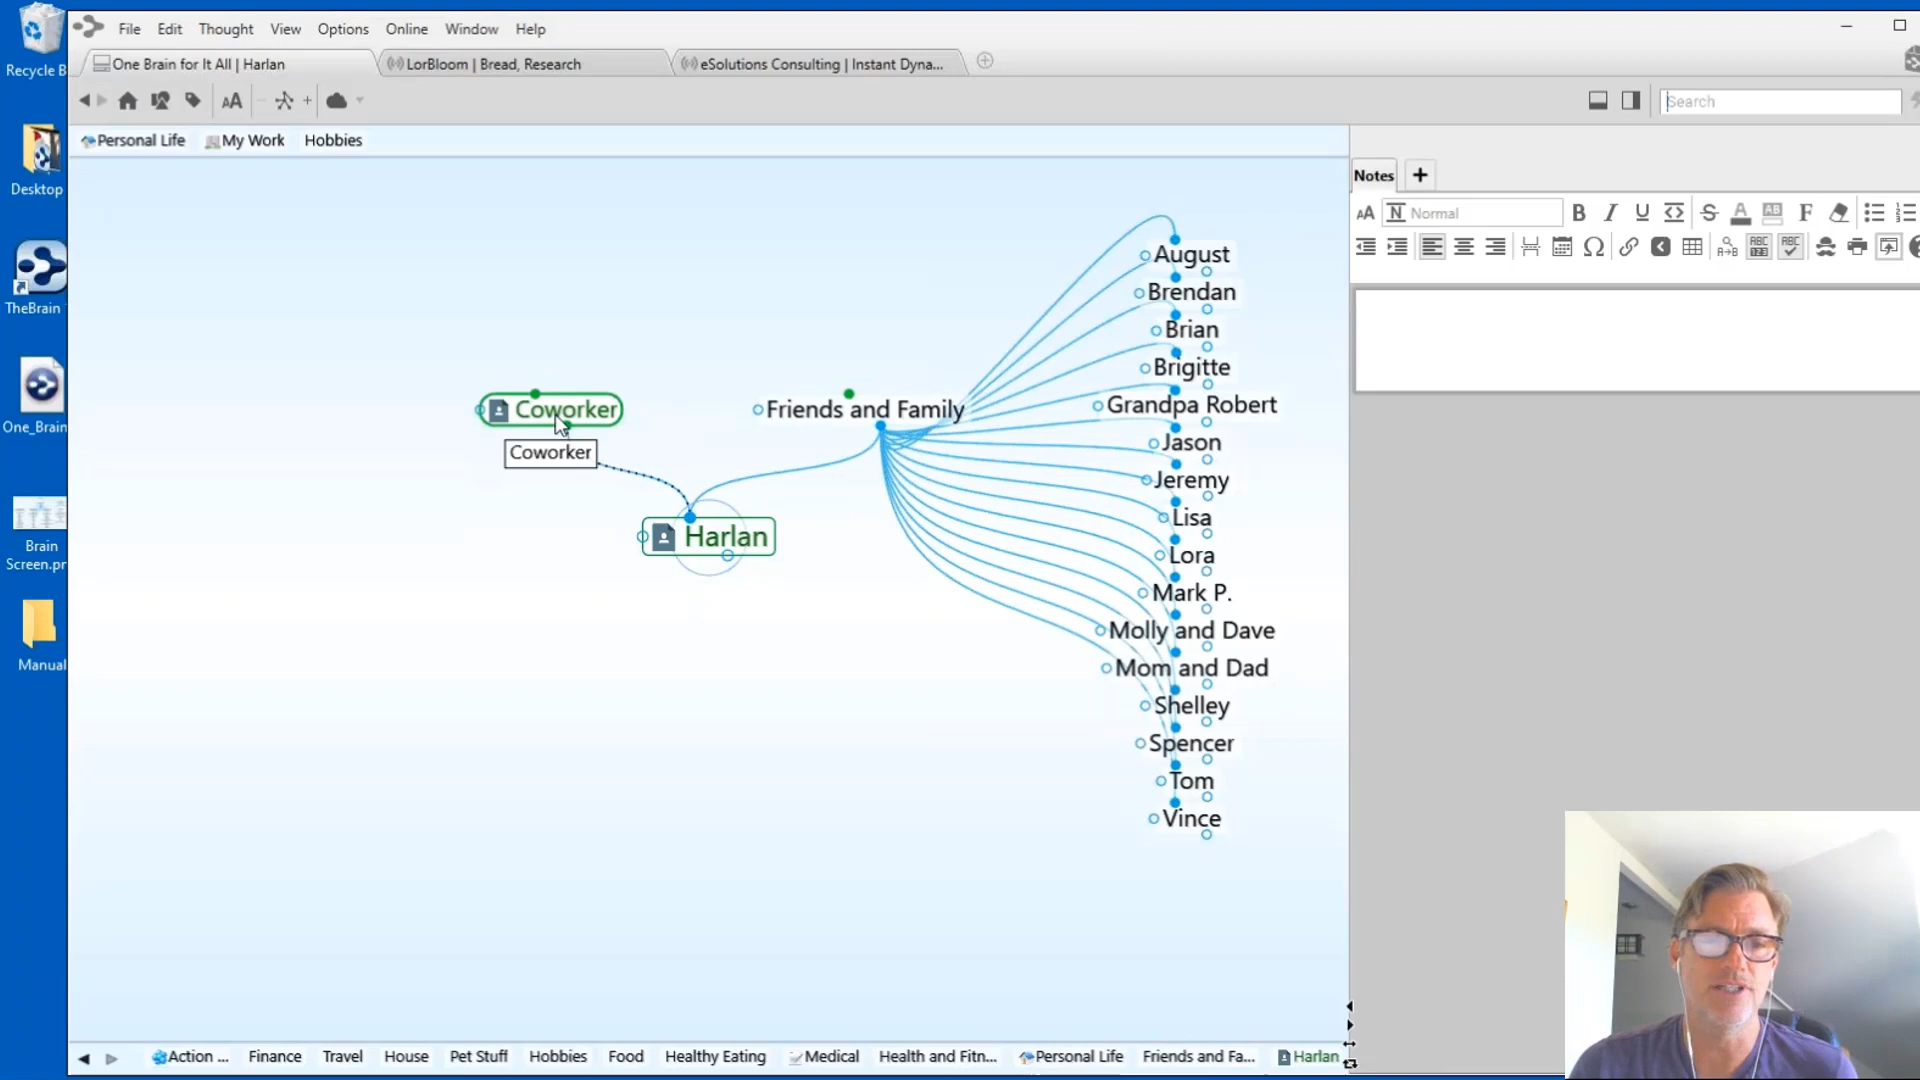 Recycle B
Desktop
TheBrain
One_Brain
Brain
Screen.pr
Manual
File Edit Thought View Options Online Window Help
One Brain for It All | Harlan
LorBloom | Bread, Research
eSolutions Consulting | Instant Dyna...
AA
Search
Personal Life My Work Hobbies
Notes +
AA N Normal B I U S A AB F
August
Brendan
Brian
Brigitte
Grandpa Robert
Jason
Jeremy
Lisa
Lora
Mark P.
Molly and Dave
Mom and Dad
Shelley
Spencer
Tom
Vince
Coworker
Friends and Family
Coworker
Harlan
Action ... Finance Travel House Pet Stuff Hobbies Food Healthy Eating Medical Health and Fitn... Personal Life Friends and Fa... Harlan